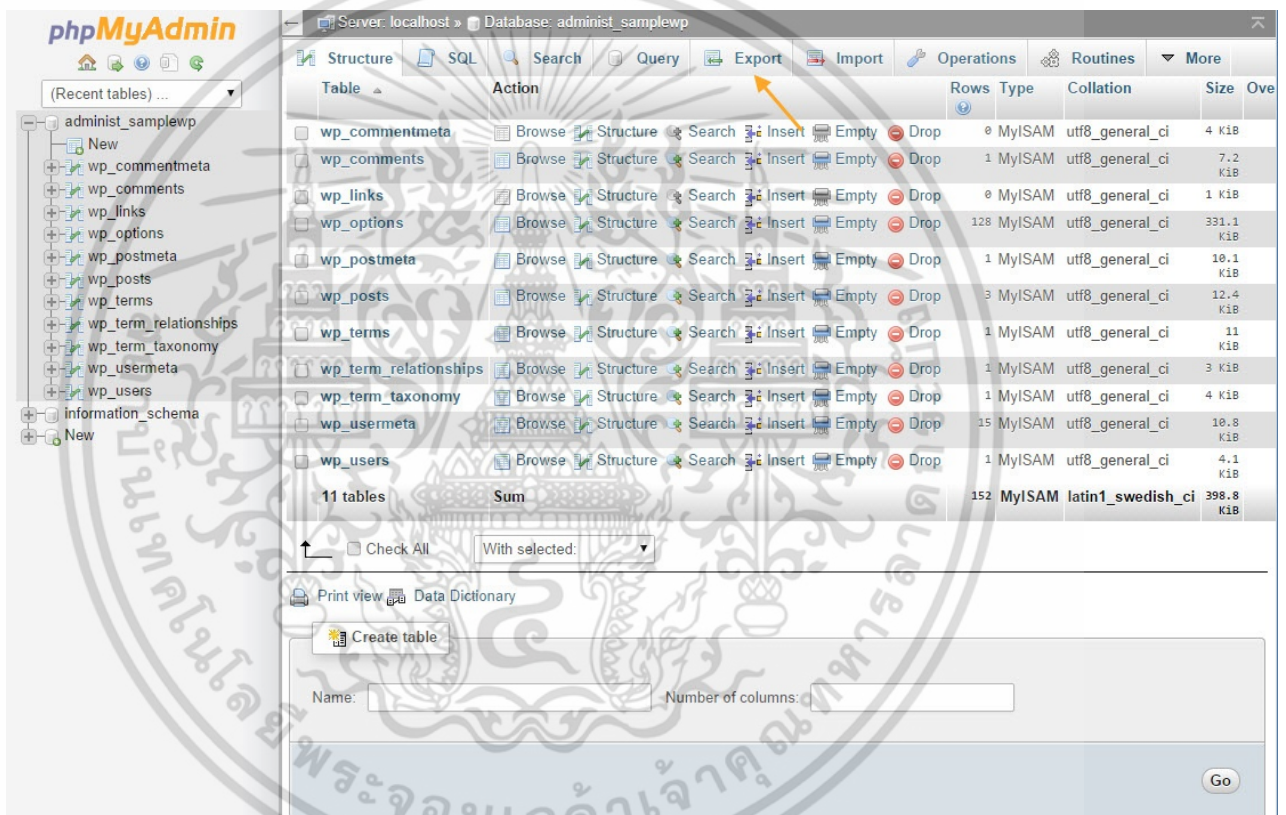 phpMyAdmin
Server: localhost » Database: administ_samplewp
Structure SQL Search Query Export Import Operations Routines More
(Recent tables) ...
administ_samplewp
New
wp_commentmeta
wp_comments
wp_links
wp_options
wp_postmeta
wp_posts
wp_terms
wp_term_relationships
wp_term_taxonomy
wp_usermeta
wp_users
information_schema
New
Table Action Rows Type Collation Size Ove
wp_commentmeta Browse Structure Search Insert Empty Drop 0 MyISAM utf8_general_ci 4 KiB
wp_comments Browse Structure Search Insert Empty Drop 1 MyISAM utf8_general_ci 7.2 KiB
wp_links Browse Structure Search Insert Empty Drop 0 MyISAM utf8_general_ci 1 KiB
wp_options Browse Structure Search Insert Empty Drop 128 MyISAM utf8_general_ci 331.1 KiB
wp_postmeta Browse Structure Search Insert Empty Drop 1 MyISAM utf8_general_ci 10.1 KiB
wp_posts Browse Structure Search Insert Empty Drop 3 MyISAM utf8_general_ci 12.4 KiB
wp_terms Browse Structure Search Insert Empty Drop 1 MyISAM utf8_general_ci 11 KiB
wp_term_relationships Browse Structure Search Insert Empty Drop 1 MyISAM utf8_general_ci 3 KiB
wp_term_taxonomy Browse Structure Search Insert Empty Drop 1 MyISAM utf8_general_ci 4 KiB
wp_usermeta Browse Structure Search Insert Empty Drop 15 MyISAM utf8_general_ci 10.8 KiB
wp_users Browse Structure Search Insert Empty Drop 1 MyISAM utf8_general_ci 4.1 KiB
11 tables Sum 152 MyISAM latin1_swedish_ci 398.8 KiB
Check All With selected:
Print view Data Dictionary
Create table
Name: Number of columns:
Go